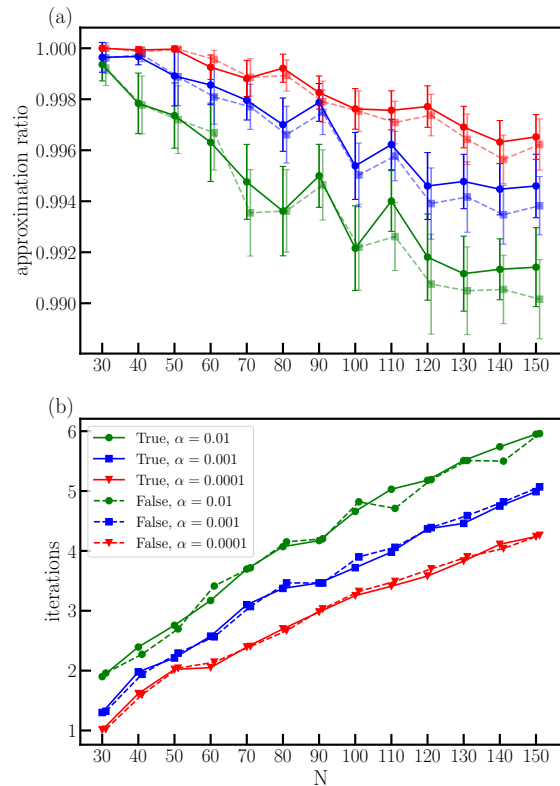 (a)
1.000
0.998
0.996
0.994
0.992
0.990
approximation ratio
30 40 50 60 70 80 90 100 110 120 130 140 150
(b)
6
5
4
3
2
1
iterations
True, α = 0.01
True, α = 0.001
True, α = 0.0001
False, α = 0.01
False, α = 0.001
False, α = 0.0001
30 40 50 60 70 80 90 100 110 120 130 140 150
N